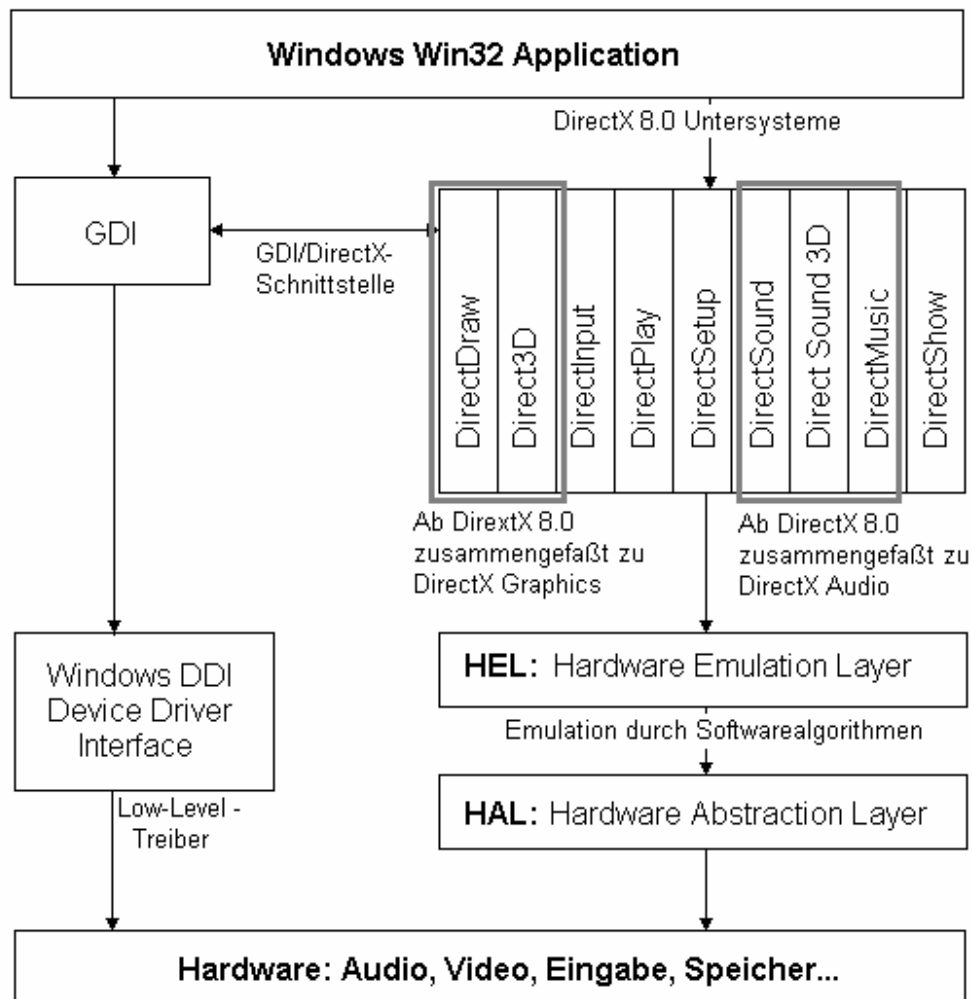 Windows Win32 Application
DirectX 8.0 Untersysteme
GDI
GDI/DirectX-
Schnittstelle
DirectDraw
Direct3D
DirectInput
DirectPlay
DirectSetup
DirectSound
Direct Sound 3D
DirectMusic
DirectShow
Ab DirextX 8.0
zusammengefaßt zu
DirectX Graphics
Ab DirectX 8.0
zusammengefaßt zu
DirectX Audio
Windows DDI
Device Driver
Interface
HEL: Hardware Emulation Layer
Emulation durch Softwarealgorithmen
Low-Level -
Treiber
HAL: Hardware Abstraction Layer
Hardware: Audio, Video, Eingabe, Speicher...